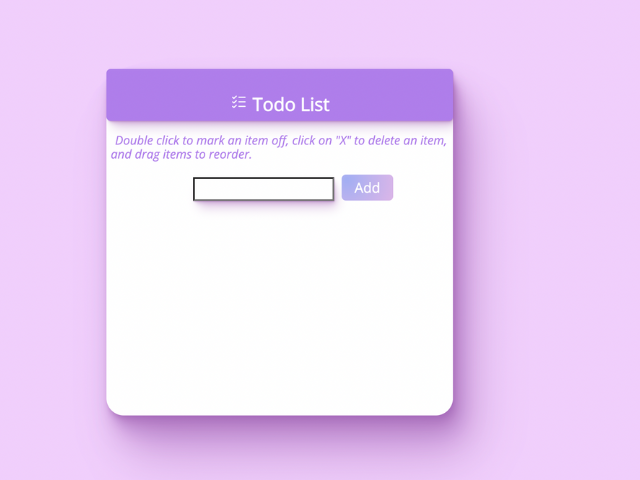 Todo List
Double click to mark an item off, click on "X" to delete an item,
and drag items to reorder.
Add